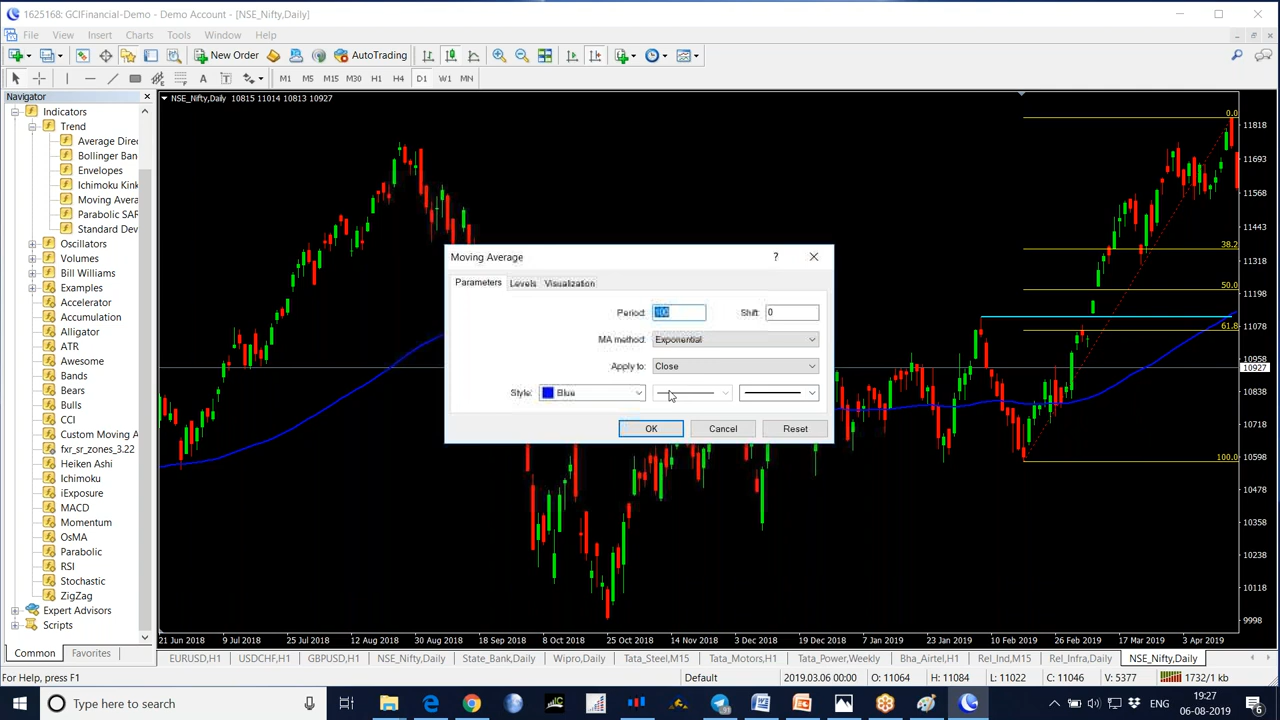 1625168: GCIFinancial-Demo - Demo Account - [NSE_Nifty,Daily]
File View Insert Charts Tools Window Help
New Order AutoTrading
M1 M5 M15 M30 H1 H4 D1 W1 MN
Navigator
Indicators
Trend
Average Direc
Bollinger Ban
Envelopes
Ichimoku Kink
Moving Avera
Parabolic SAR
Standard Dev
Oscillators
Volumes
Bill Williams
Examples
Accelerator
Accumulation
Alligator
ATR
Awesome
Bands
Bears
Bulls
CCI
Custom Moving A
fxr_sr_zones_3.22
Heiken Ashi
Ichimoku
iExposure
MACD
Momentum
OsMA
Parabolic
RSI
Stochastic
ZigZag
Expert Advisors
Scripts
Common Favorites
NSE_Nifty,Daily 10815 11014 10813 10927
0.0
38.2
50.0
61.8
100.0
11818
11693
11568
11443
11318
11198
11078
10958
10927
10838
10718
10598
10478
10358
10238
10118
9998
Moving Average
Parameters Levels Visualization
Period: 100 Shift: 0
MA method: Exponential
Apply to: Close
Style: Blue
OK Cancel Reset
21 Jun 2018 9 Jul 2018 25 Jul 2018 12 Aug 2018 30 Aug 2018 18 Sep 2018 8 Oct 2018 25 Oct 2018 14 Nov 2018 3 Dec 2018 19 Dec 2018 7 Jan 2019 23 Jan 2019 10 Feb 2019 26 Feb 2019 17 Mar 2019 3 Apr 2019
EURUSD,H1 USDCHF,H1 GBPUSD,H1 NSE_Nifty,Daily State_Bank,Daily Wipro,Daily Tata_Steel,M15 Tata_Motors,H1 Tata_Power,Weekly Bha_Airtel,H1 Rel_Ind,M15 Rel_Infra,Daily NSE_Nifty,Daily
For Help, press F1 Default 2019.03.06 00:00 O: 11064 H: 11084 L: 11022 C: 11046 V: 5377 1732/1 kb
Type here to search
ENG
19:27
06-08-2019
6